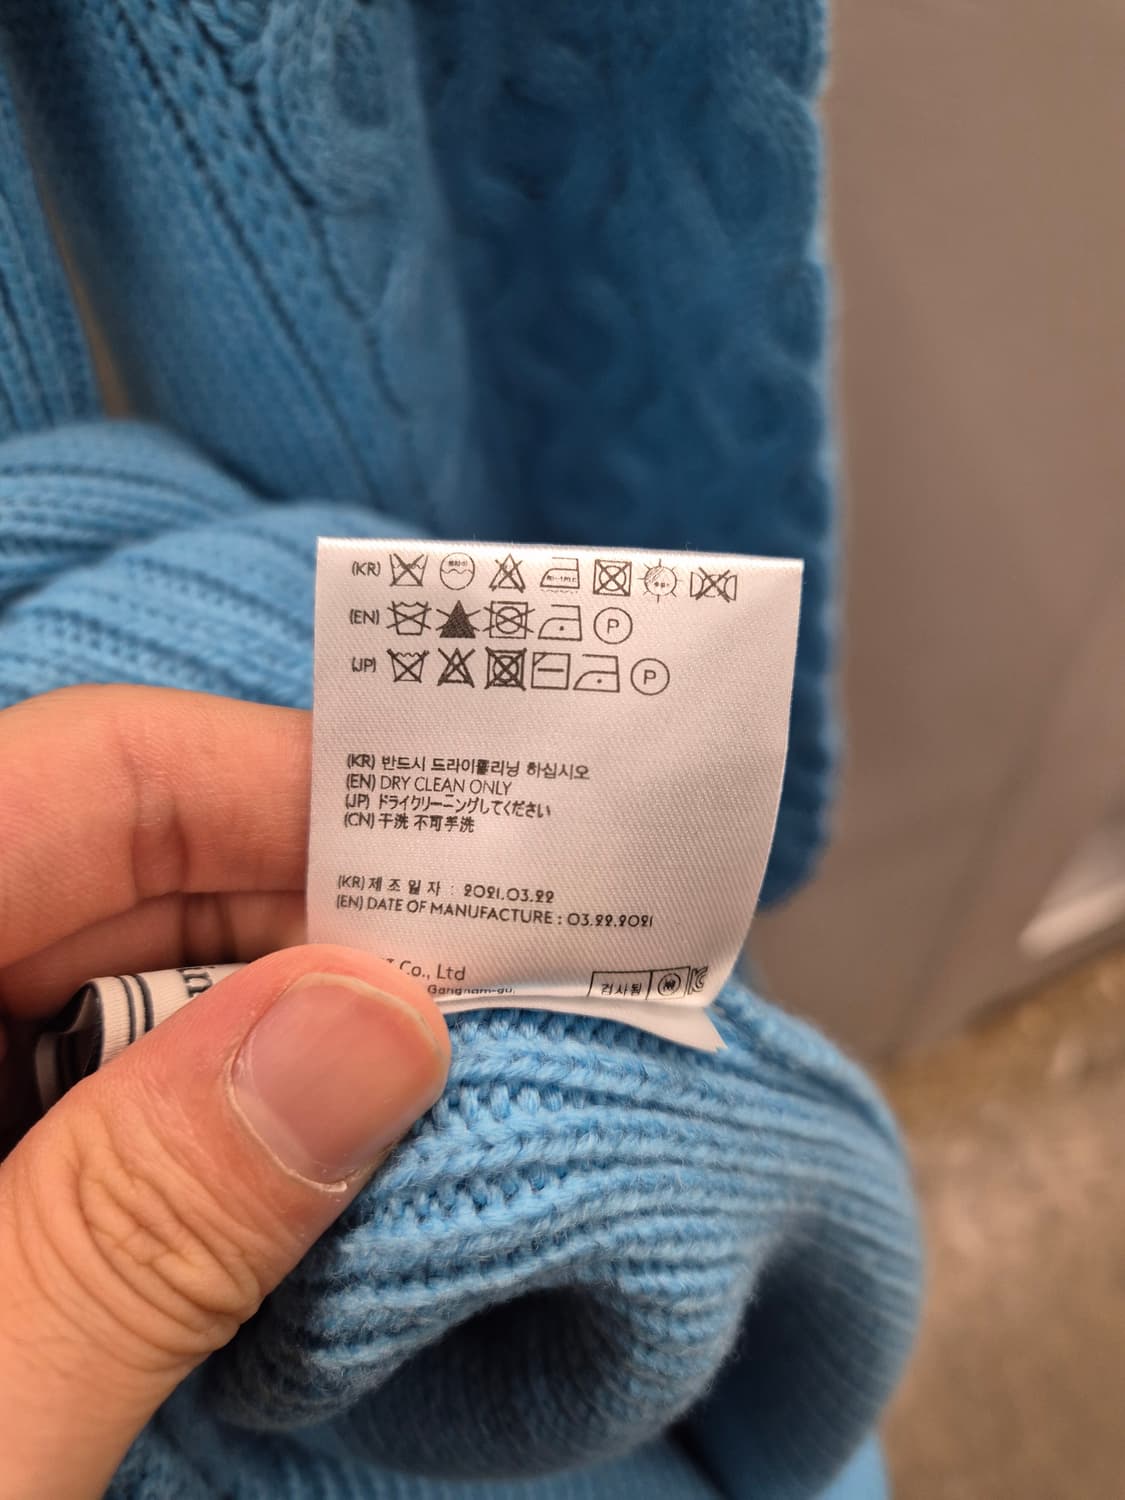 (KR)
(EN) P
(JP) P
(KR) 반드시 드라이클리닝 하십시오
(EN) DRY CLEAN ONLY
(JP) ドライクリーニングしてください
(CN) 干洗 不可手洗
(KR) 제 조 일 자 : 2021.03.22
(EN) DATE OF MANUFACTURE : 03.22.2021
Co., Ltd
Gangnam-gu,
검사필